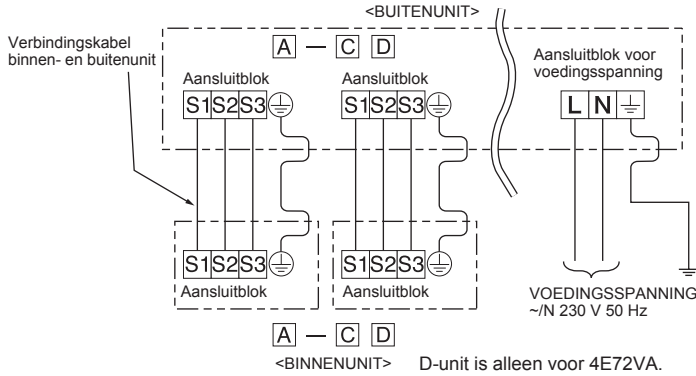 <BUITENUNIT>
Verbindingskabel
binnen- en buitenunit
A — C D
Aansluitblok voor
voedingsspanning
Aansluitblok
Aansluitblok
S1 S2 S3
S1 S2 S3
L N
S1 S2 S3
S1 S2 S3
Aansluitblok
Aansluitblok
VOEDINGSSPANNING
~/N 230 V 50 Hz
A — C D
<BINNENUNIT>
D-unit is alleen voor 4E72VA.